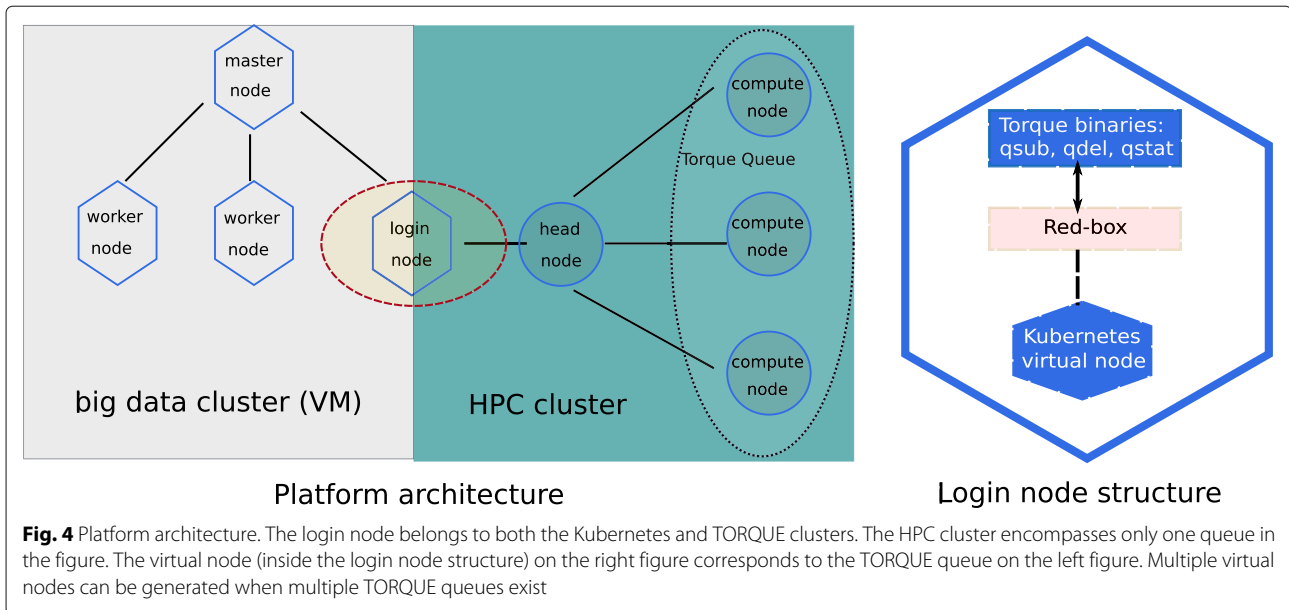 master
node
worker
node
worker
node
login
node
head
node
compute
node
Torque Queue
compute
node
compute
node
big data cluster (VM)
HPC cluster
Platform architecture
Torque binaries:
qsub, qdel, qstat
Red-box
Kubernetes
virtual node
Login node structure
Fig. 4 Platform architecture. The login node belongs to both the Kubernetes and TORQUE clusters. The HPC cluster encompasses only one queue in
the figure. The virtual node (inside the login node structure) on the right figure corresponds to the TORQUE queue on the left figure. Multiple virtual
nodes can be generated when multiple TORQUE queues exist